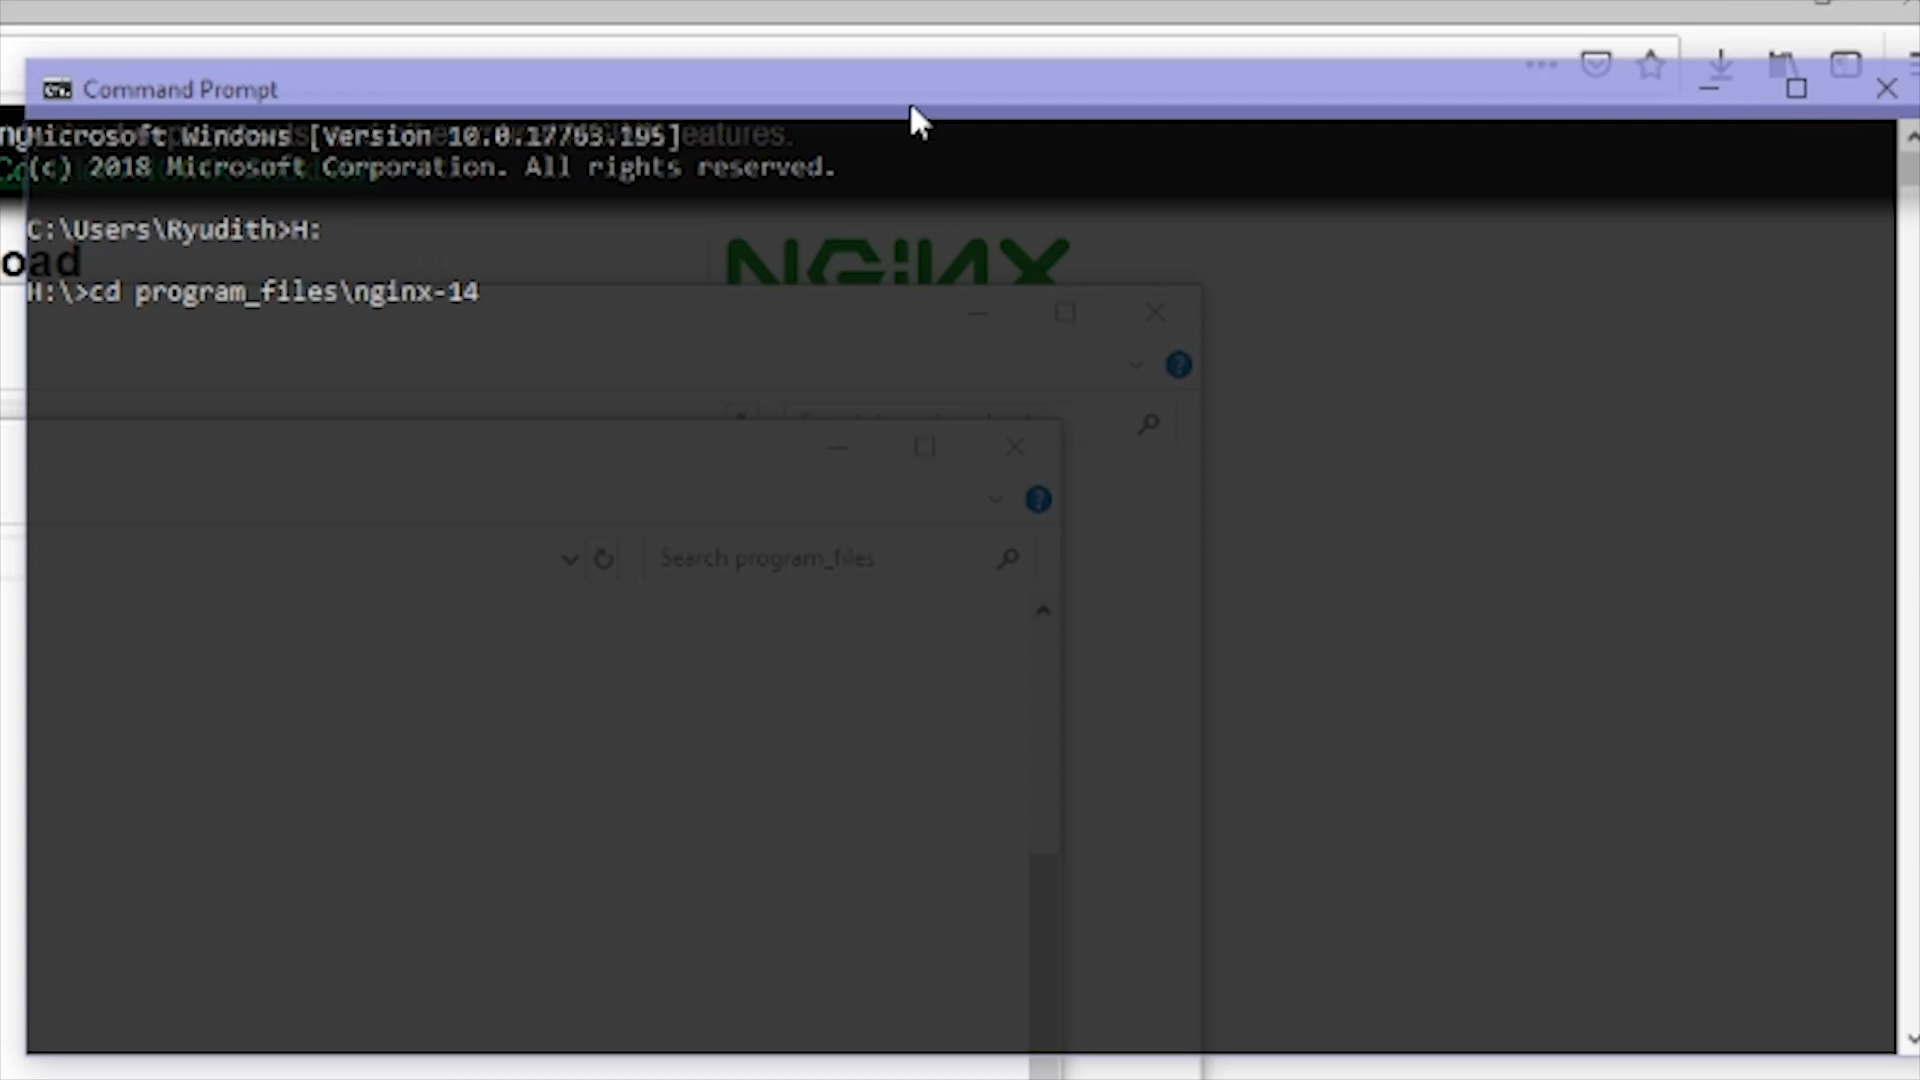 Command Prompt
Microsoft Windows [Version 10.0.17763.195]
eatures.
(c) 2018 Microsoft Corporation. All rights reserved.
C:\Users\Ryudith>H:
oad
NGINX
H:\>cd program_files\nginx-14
Search program_files